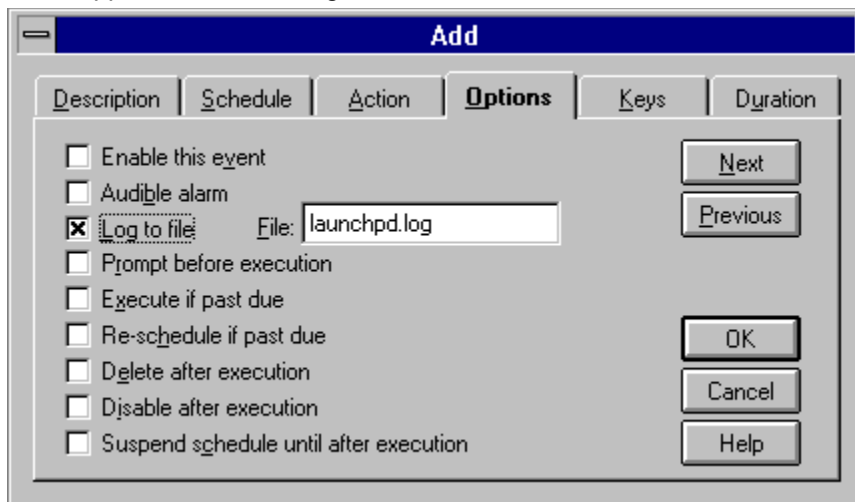 Add
Description Schedule Action Options Keys Duration
Enable this event
Audible alarm
Log to file File: launchpd.log
Prompt before execution
Execute if past due
Re-schedule if past due
Delete after execution
Disable after execution
Suspend schedule until after execution
Next
Previous
OK
Cancel
Help